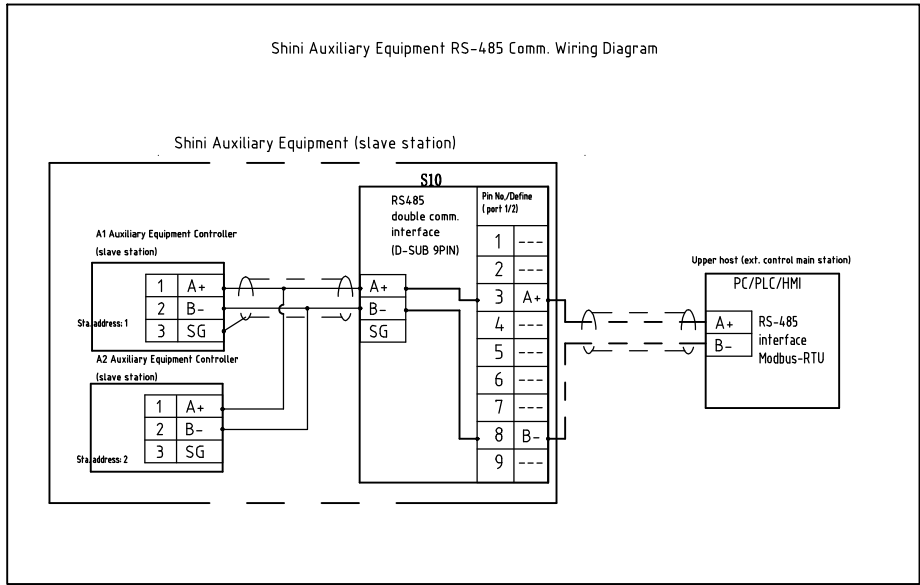 Shini Auxiliary Equipment RS-485 Comm. Wiring Diagram
Shini Auxiliary Equipment (slave station)
S10
RS485
double comm.
interface
(D-SUB 9PIN)
Pin No./Define
(port 1/2)
A1 Auxiliary Equipment Controller
(slave station)
1 A+
2 B-
3 SG
Sta.address: 1
A2 Auxiliary Equipment Controller
(slave station)
1 A+
2 B-
3 SG
Sta.address: 2
A+
B-
SG
1 ---
2 ---
3 A+
4 ---
5 ---
6 ---
7 ---
8 B-
9 ---
Upper host (ext. control main station)
PC/PLC/HMI
A+
B-
RS-485
interface
Modbus-RTU